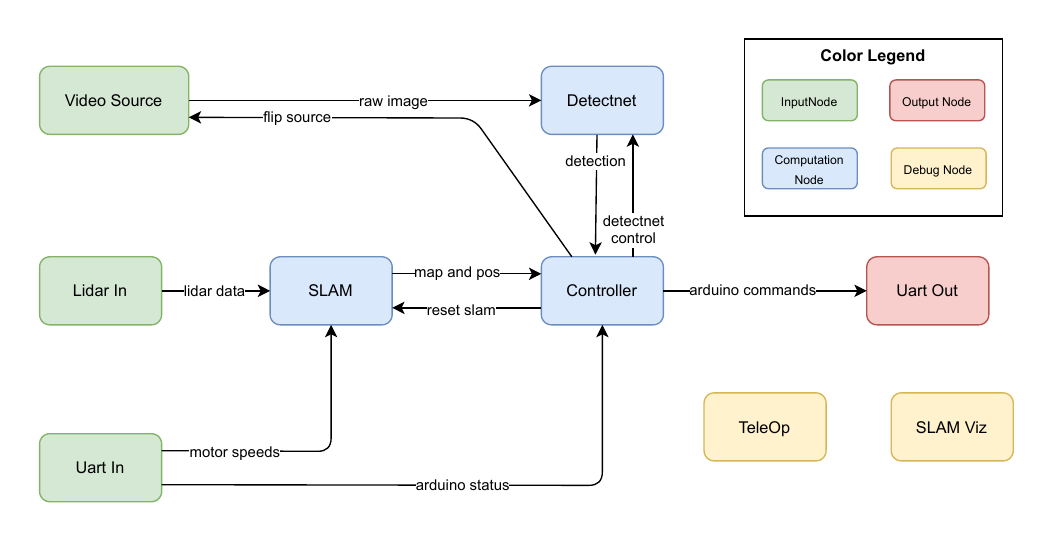 Color Legend
Video Source
raw image
Detectnet
InputNode
Output Node
flip source
detection
Computation
Node
Debug Node
detectnet
control
Lidar In
lidar data
SLAM
map and pos
reset slam
Controller
arduino commands
Uart Out
TeleOp
SLAM Viz
Uart In
motor speeds
arduino status